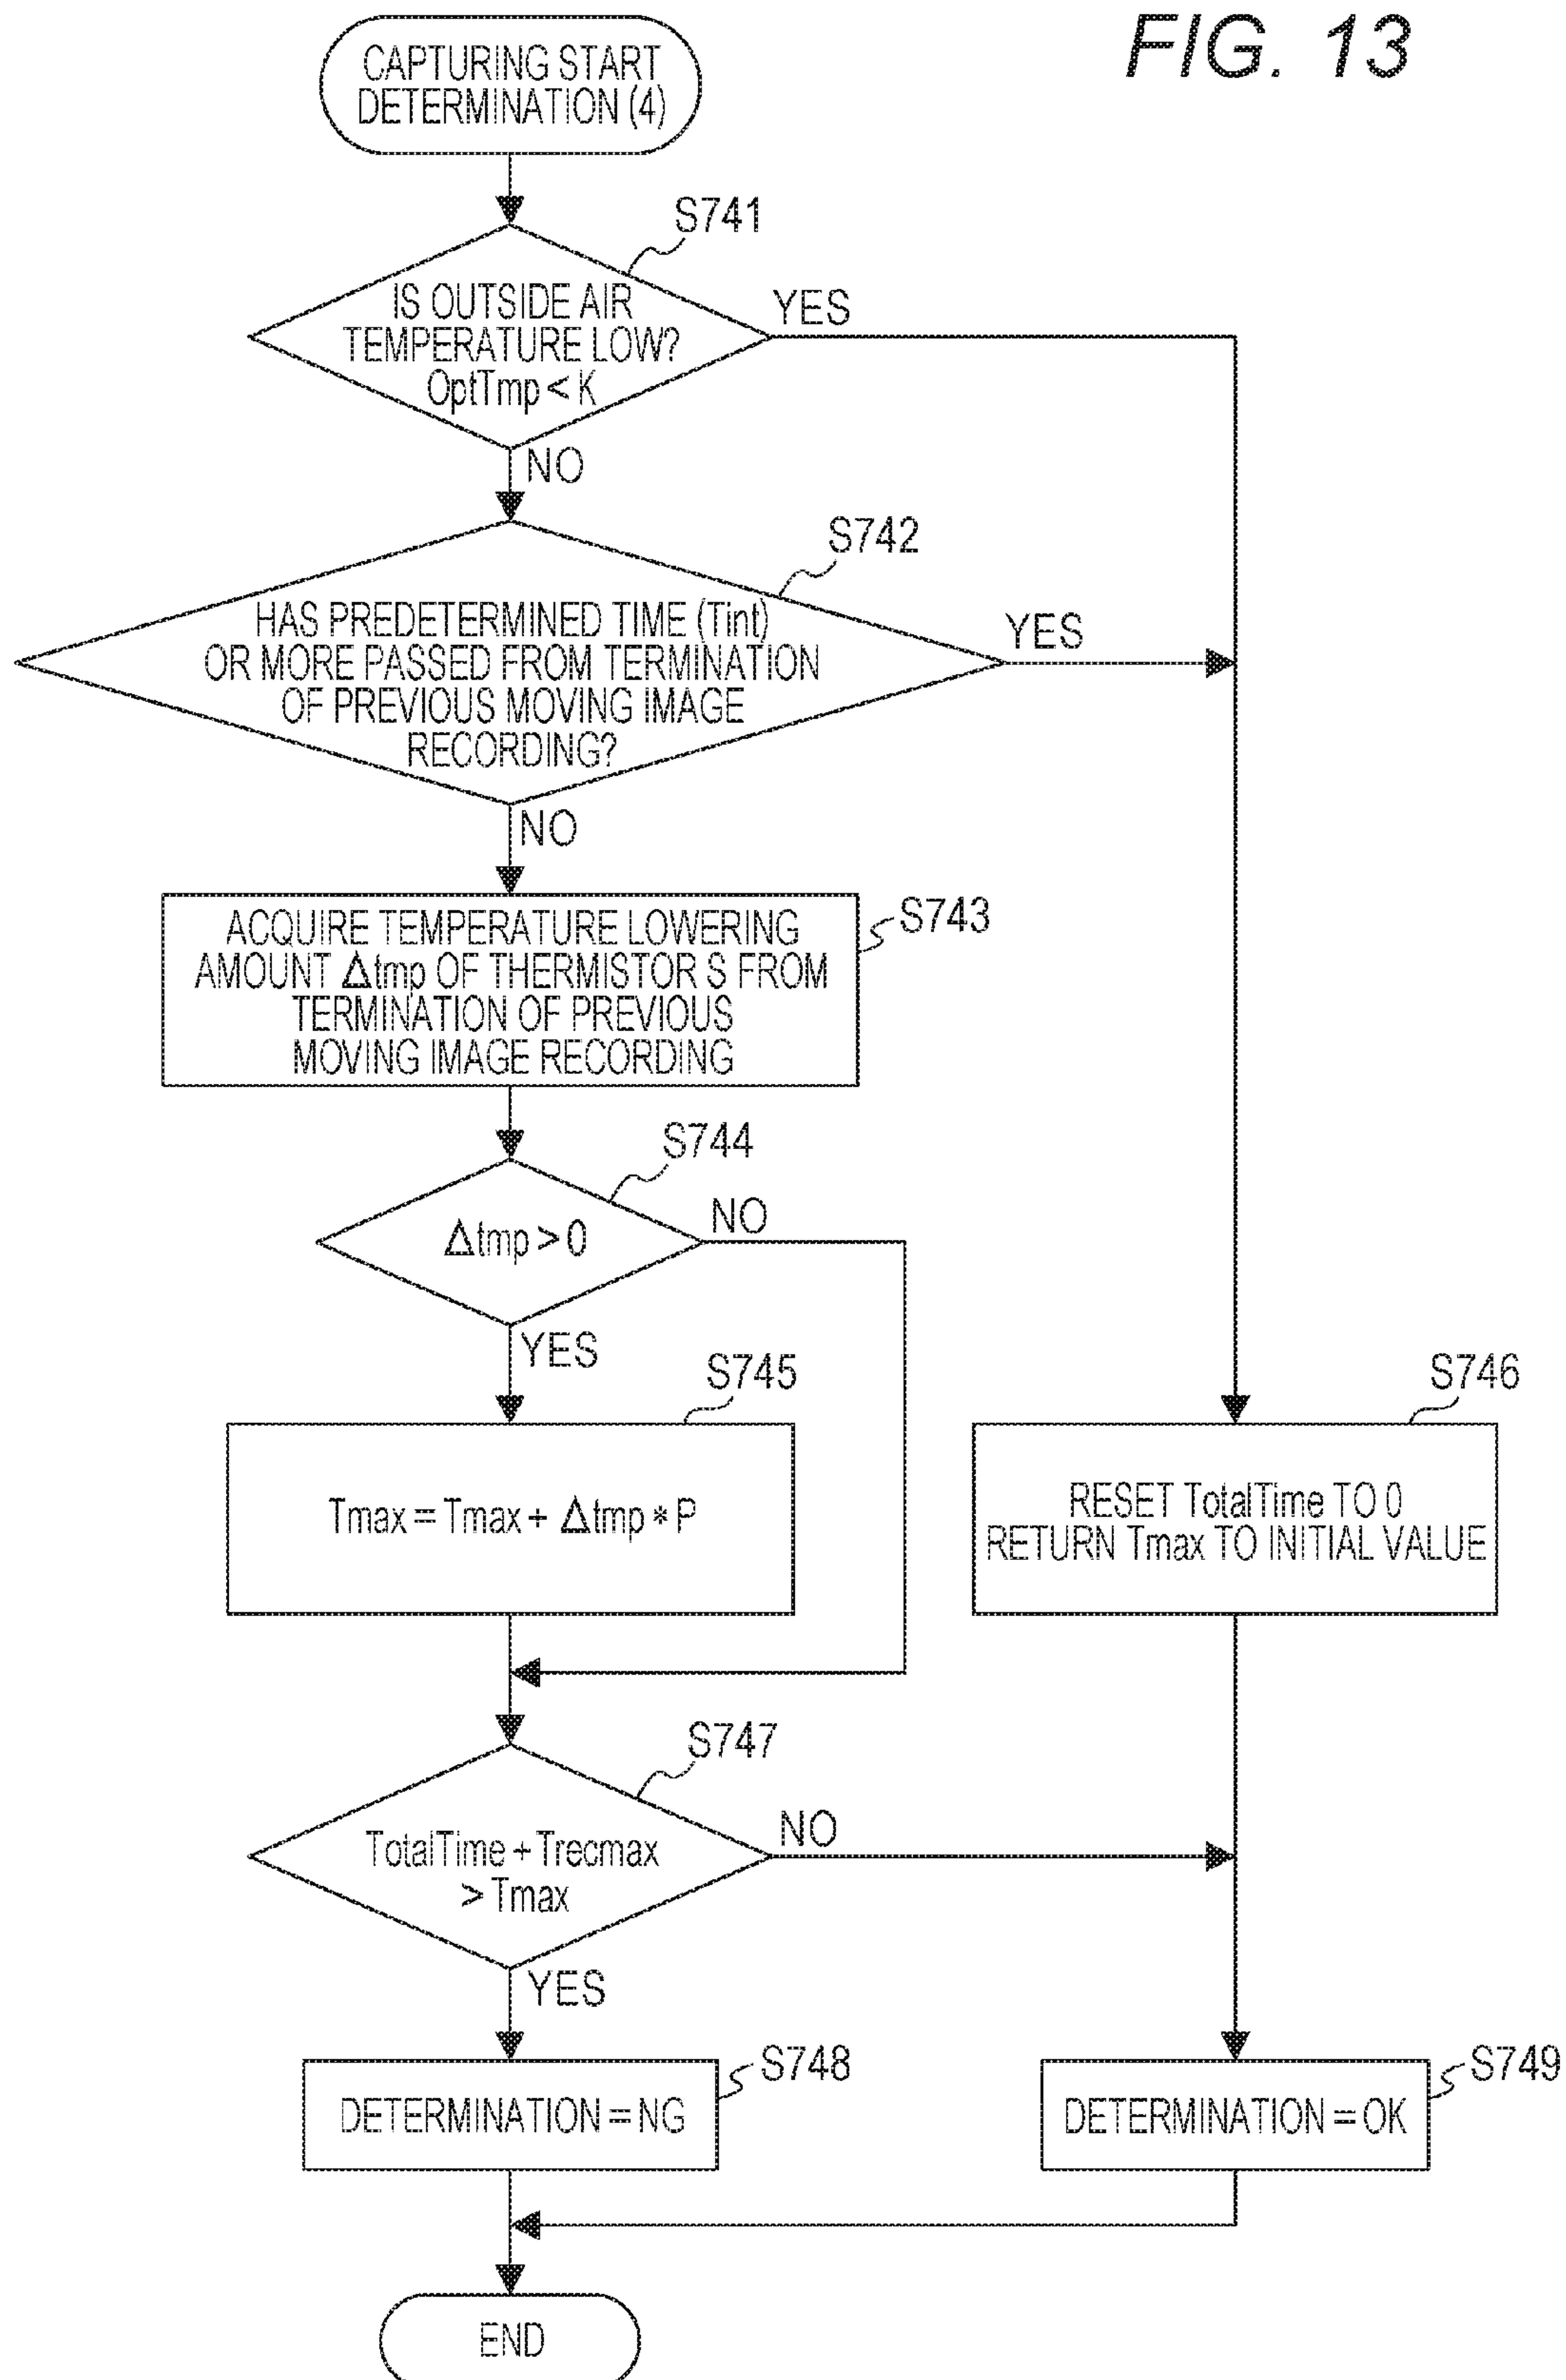 FIG. 13
CAPTURING START
DETERMINATION (4)
S741
IS OUTSIDE AIR
TEMPERATURE LOW?
OptTmp < K
YES
NO
S742
HAS PREDETERMINED TIME (Tint)
OR MORE PASSED FROM TERMINATION
OF PREVIOUS MOVING IMAGE
RECORDING?
YES
NO
S743
ACQUIRE TEMPERATURE LOWERING
AMOUNT Δtmp OF THERMISTOR S FROM
TERMINATION OF PREVIOUS
MOVING IMAGE RECORDING
S744
Δtmp > 0
NO
YES
S745
Tmax = Tmax + Δtmp * P
S746
RESET TotalTime TO 0
RETURN Tmax TO INITIAL VALUE
S747
TotalTime + Trecmax
> Tmax
NO
YES
S748
DETERMINATION = NG
S749
DETERMINATION = OK
END